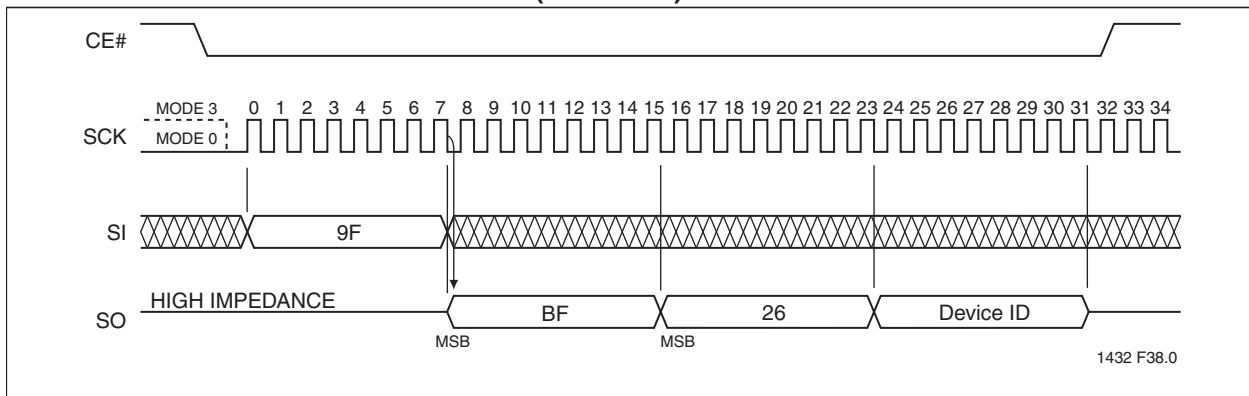 CE#
MODE 3
0 1 2 3 4 5 6 7 8 9 10 11 12 13 14 15 16 17 18 19 20 21 22 23 24 25 26 27 28 29 30 31 32 33 34
SCK
MODE 0
SI
9F
HIGH IMPEDANCE
SO
BF
26
Device ID
MSB
MSB
1432 F38.0